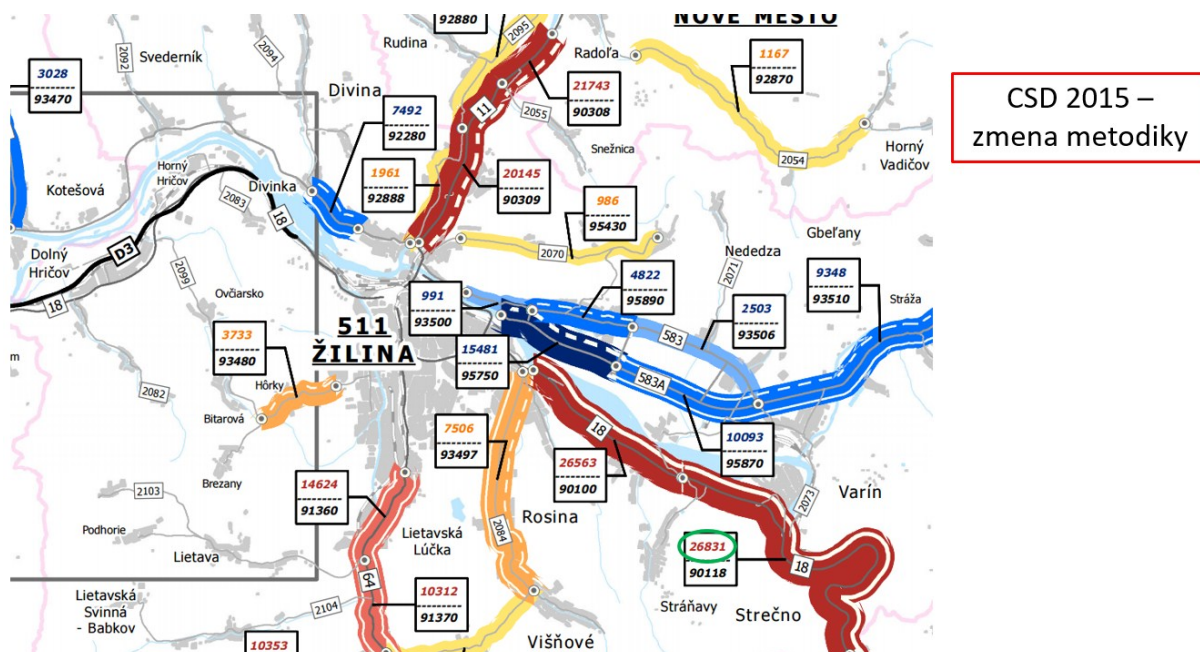 92880
NOVÉ MESTO
2095
Rudina
Radoľa
1167
92870
2092
Svederník
2094
3028
93470
Divina
21743
90308
CSD 2015 –
zmena metodiky
7492
92280
11
2055
Snežnica
2054
Horný
Vadičov
Horný
Hričov
Kotešová
Divinka
1961
92888
20145
90309
986
95430
2083
18
D3
Dolný
Hričov
18
2099
2070
Nededza
2071
Gbeľany
4822
95890
9348
93510
Stráža
Ovčiarsko
991
93500
583
2503
93506
511
ŽILINA
3733
93480
15481
95750
583A
m
2082
Hôrky
Bitarová
18
7506
93497
10093
95870
Brezany
26563
90100
14624
91360
2103
Podhorie
Lietava
Lietavská
Lúčka
Rosina
2084
Varín
2073
26831
90118
18
64
Lietavská
Svinná
- Babkov
2104
10312
91370
Stráňavy
Strečno
10353
Višňové